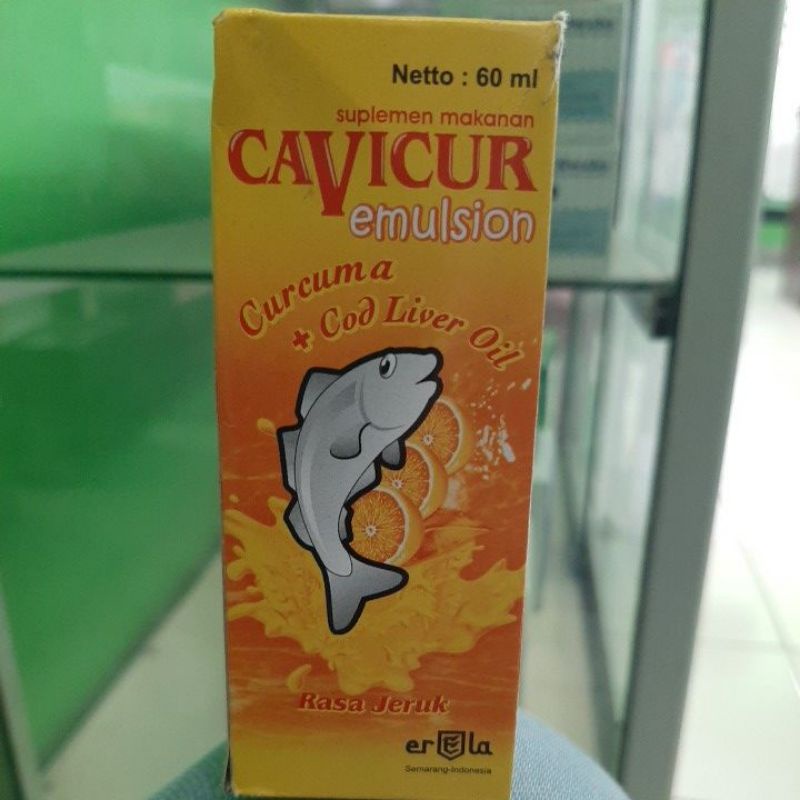 Netto : 60 ml
suplemen makanan
CAVICUR
emulsion
Curcuma
+ Cod Liver Oil
Rasa Jeruk
erEla
Semarang-Indonesia